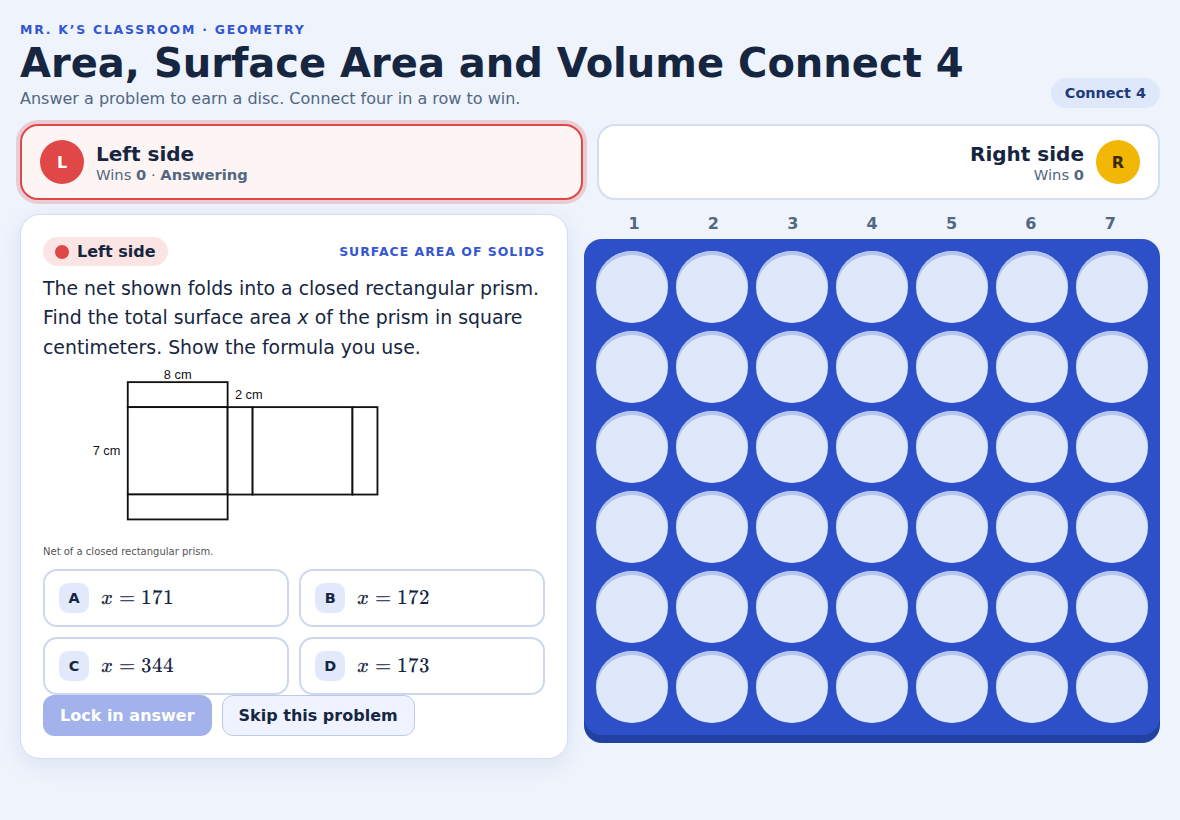 MR. K'S CLASSROOM · GEOMETRY
Area, Surface Area and Volume Connect 4
Answer a problem to earn a disc. Connect four in a row to win.
Connect 4
L
Left side
Wins 0 · Answering
Right side
Wins 0
R
Left side
SURFACE AREA OF SOLIDS
The net shown folds into a closed rectangular prism.
Find the total surface area x of the prism in square
centimeters. Show the formula you use.
8 cm
2 cm
7 cm
Net of a closed rectangular prism.
A x = 171
B x = 172
C x = 344
D x = 173
Lock in answer
Skip this problem
1 2 3 4 5 6 7